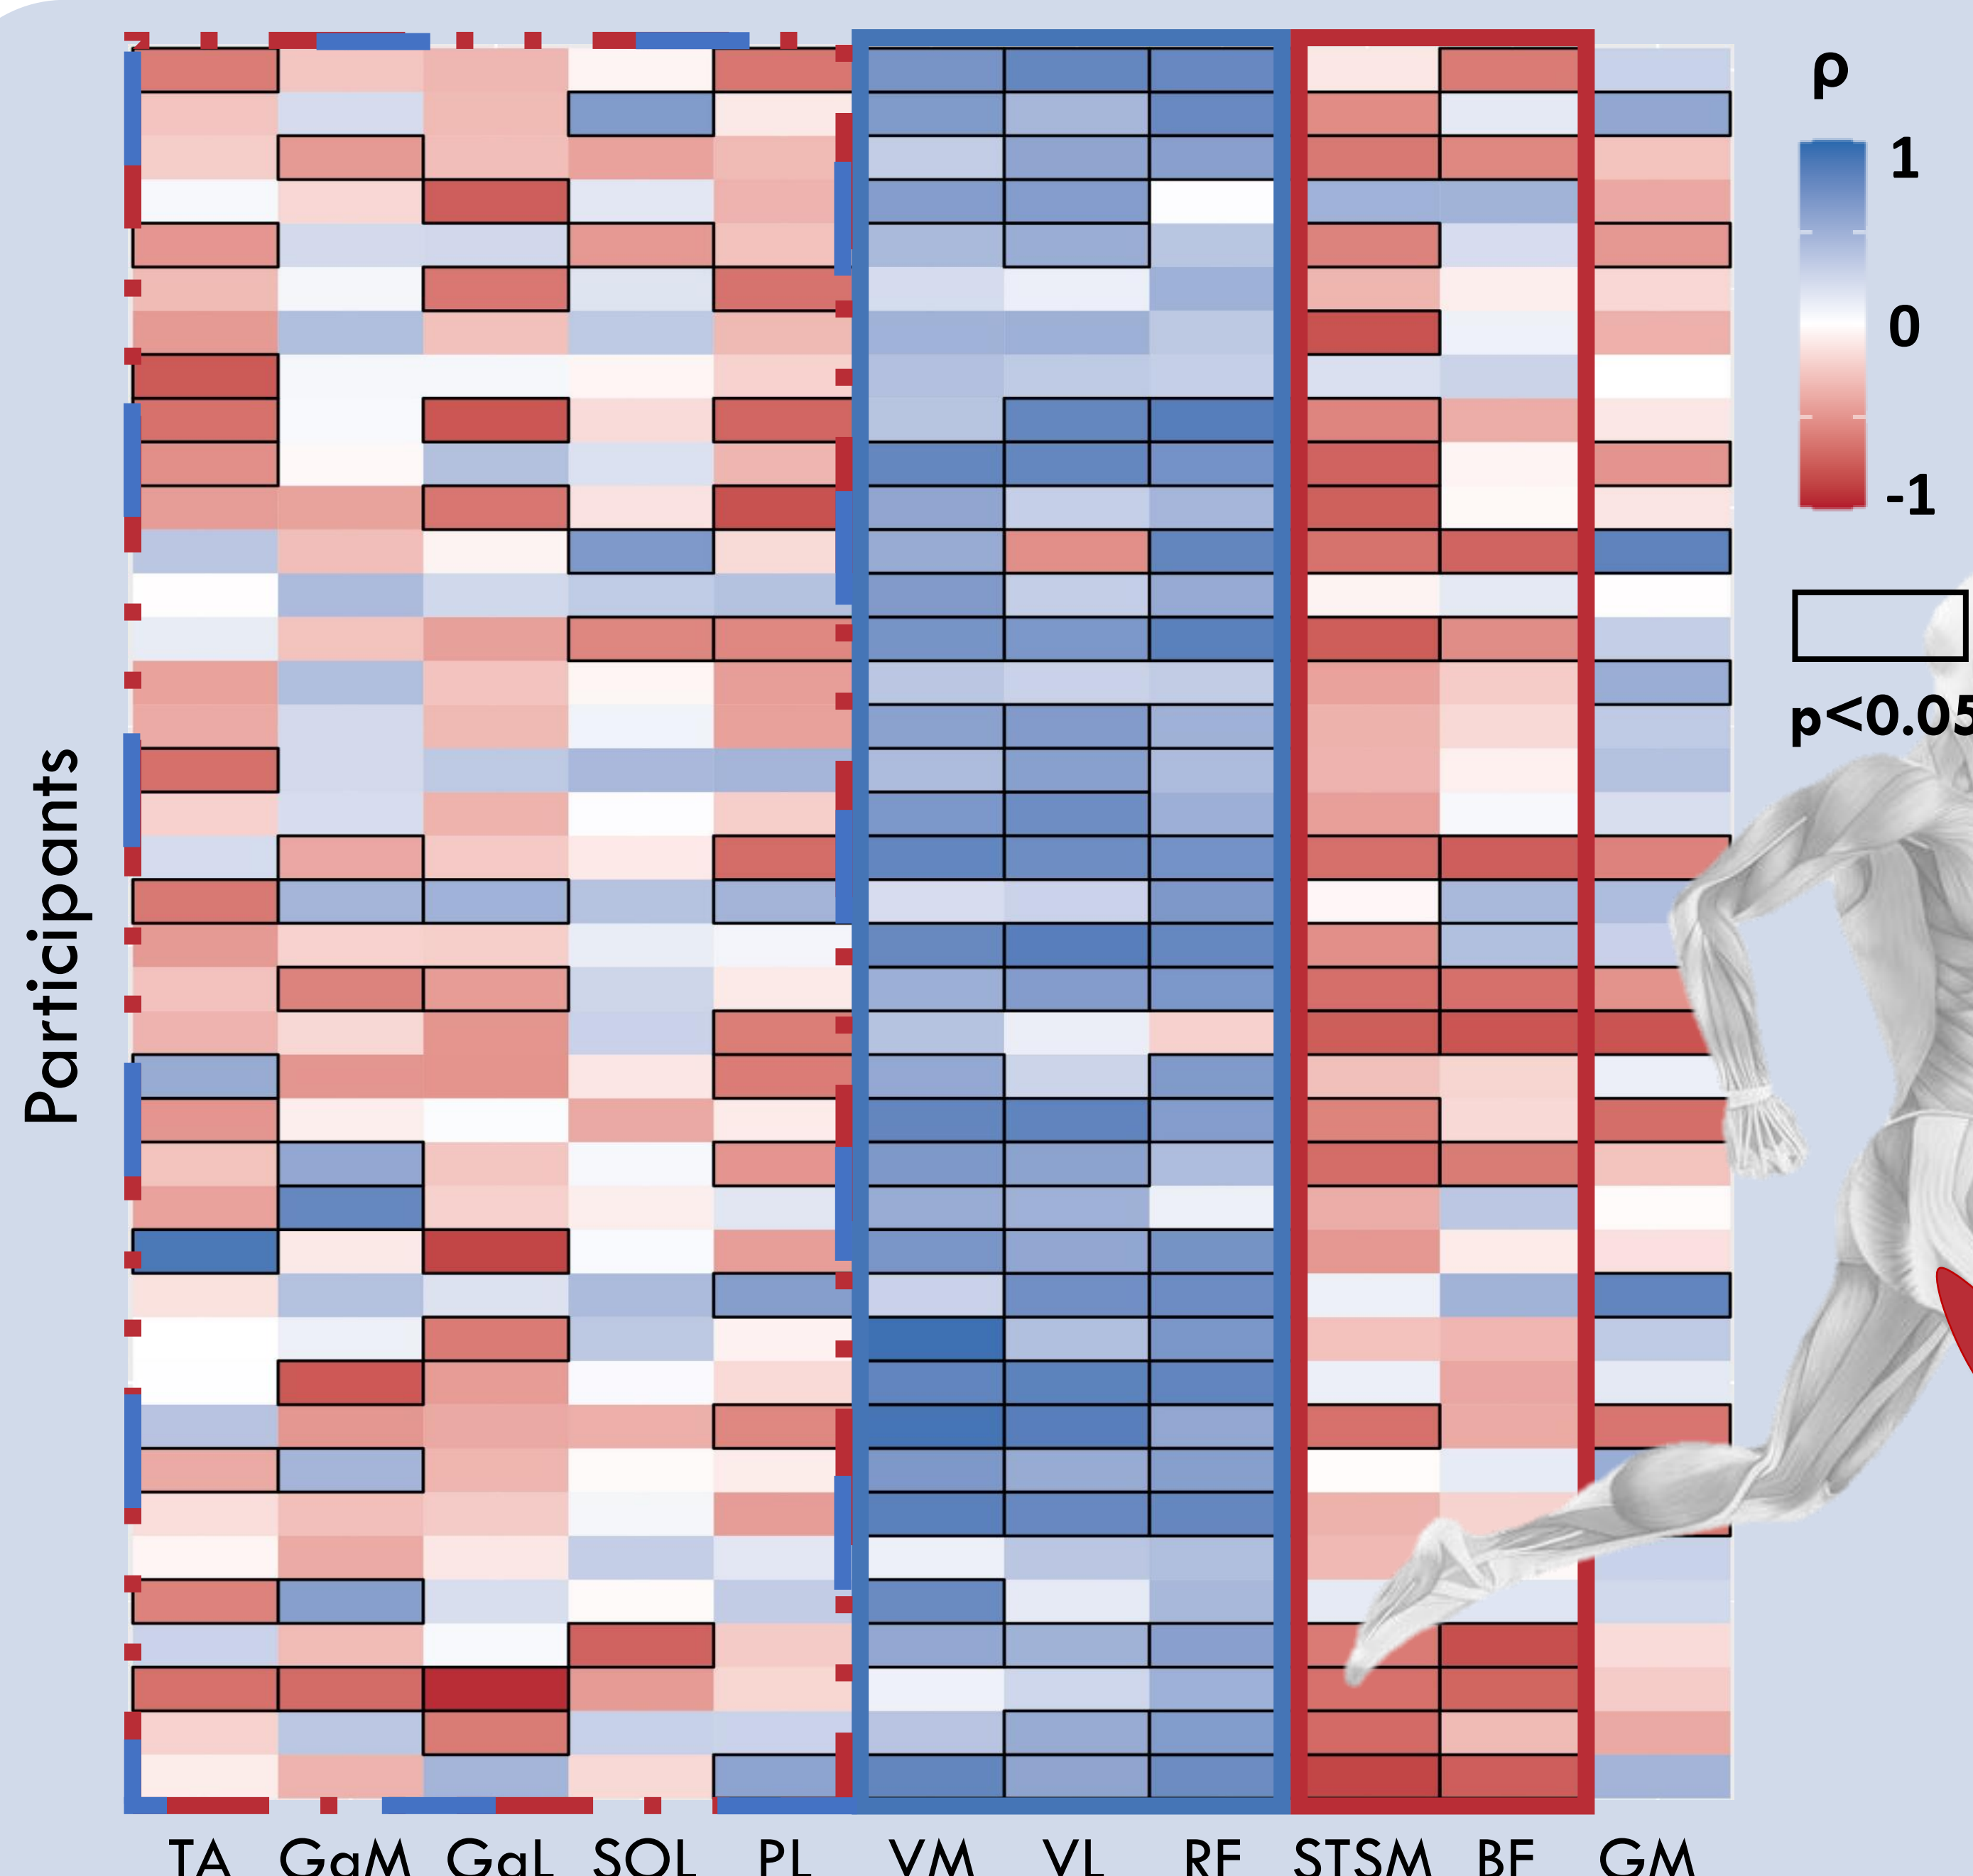 ρ
1
0
-1
p<0.05
Participants
TA GaM GaL SOL PL VM VL RF STSM BF GM